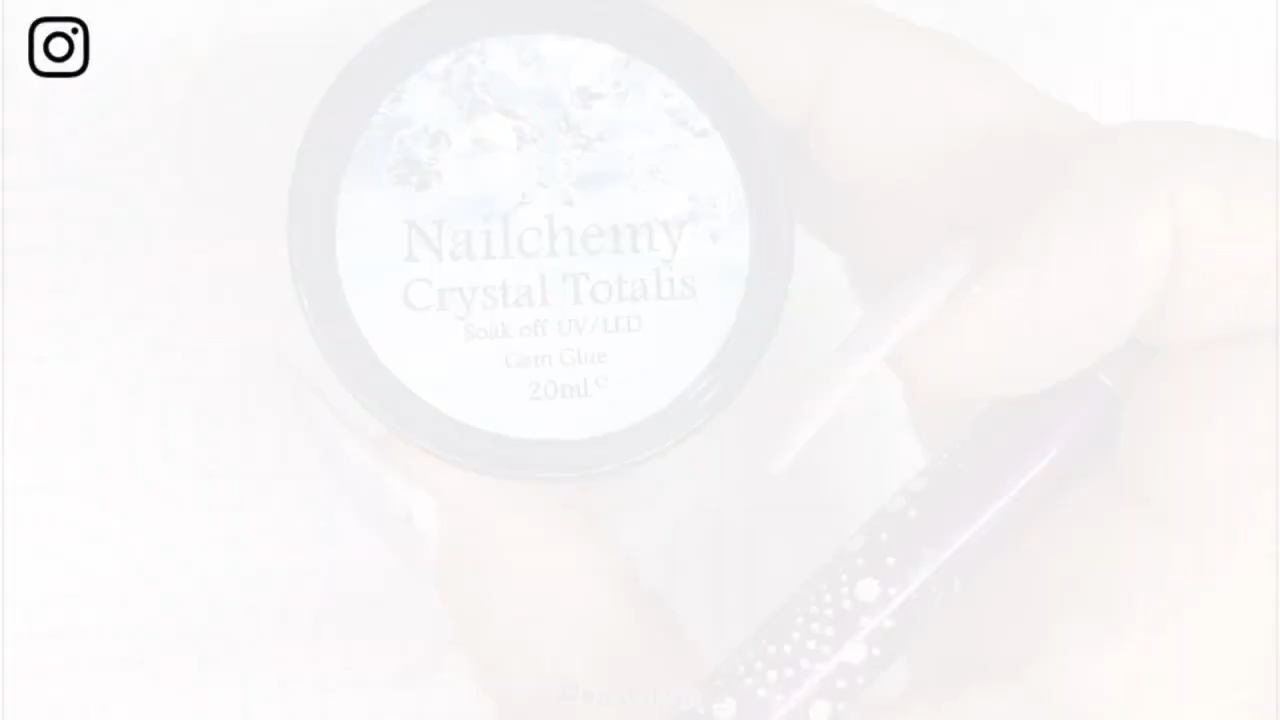 Nailchemy
Crystal Totalis
Soak off UV/LED
Gem Glue
20ml ℮